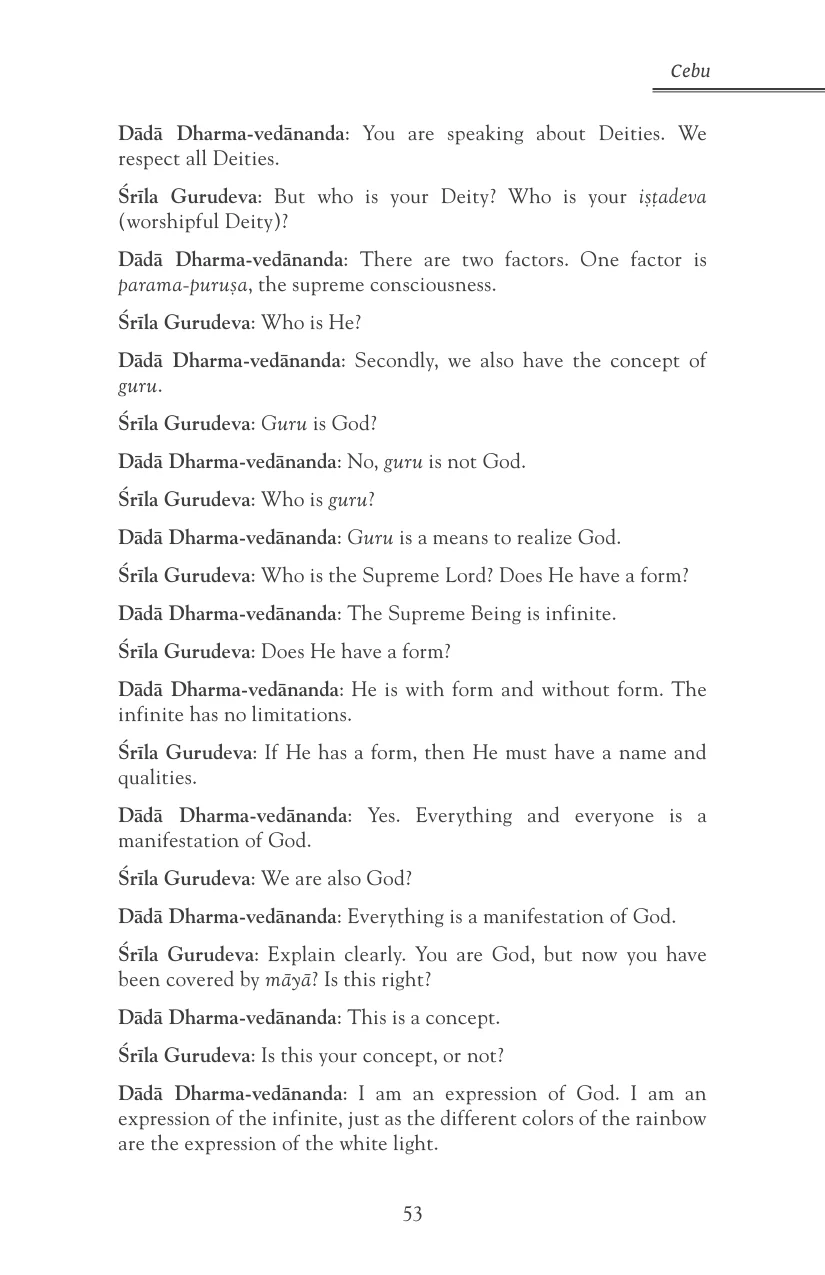 Cebu
Dādā Dharma-vedānanda: You are speaking about Deities. We
respect all Deities.
Śrīla Gurudeva: But who is your Deity? Who is your iṣṭadeva
(worshipful Deity)?
Dādā Dharma-vedānanda: There are two factors. One factor is
parama-puruṣa, the supreme consciousness.
Śrīla Gurudeva: Who is He?
Dādā Dharma-vedānanda: Secondly, we also have the concept of
guru.
Śrīla Gurudeva: Guru is God?
Dādā Dharma-vedānanda: No, guru is not God.
Śrīla Gurudeva: Who is guru?
Dādā Dharma-vedānanda: Guru is a means to realize God.
Śrīla Gurudeva: Who is the Supreme Lord? Does He have a form?
Dādā Dharma-vedānanda: The Supreme Being is infinite.
Śrīla Gurudeva: Does He have a form?
Dādā Dharma-vedānanda: He is with form and without form. The
infinite has no limitations.
Śrīla Gurudeva: If He has a form, then He must have a name and
qualities.
Dādā Dharma-vedānanda: Yes. Everything and everyone is a
manifestation of God.
Śrīla Gurudeva: We are also God?
Dādā Dharma-vedānanda: Everything is a manifestation of God.
Śrīla Gurudeva: Explain clearly. You are God, but now you have
been covered by māyā? Is this right?
Dādā Dharma-vedānanda: This is a concept.
Śrīla Gurudeva: Is this your concept, or not?
Dādā Dharma-vedānanda: I am an expression of God. I am an
expression of the infinite, just as the different colors of the rainbow
are the expression of the white light.
53